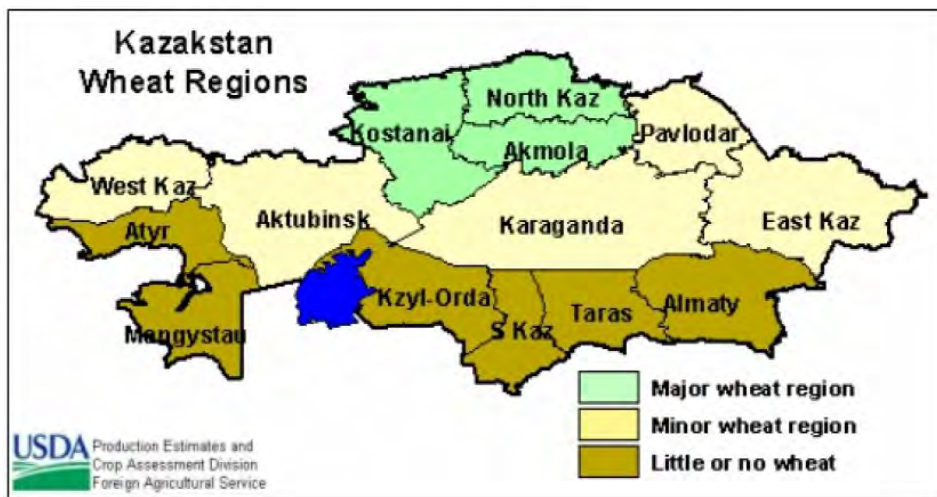 Kazakstan
Wheat Regions
North Kaz
Kostanai
Pavlodar
Akmola
West Kaz
Aktubinsk
Karaganda
East Kaz
Atyr
Kzyl-Orda
Taras
Almaty
S Kaz
Mangystau
Major wheat region
Minor wheat region
Little or no wheat
USDA
Production Estimates and
Crop Assessment Division
Foreign Agricultural Service